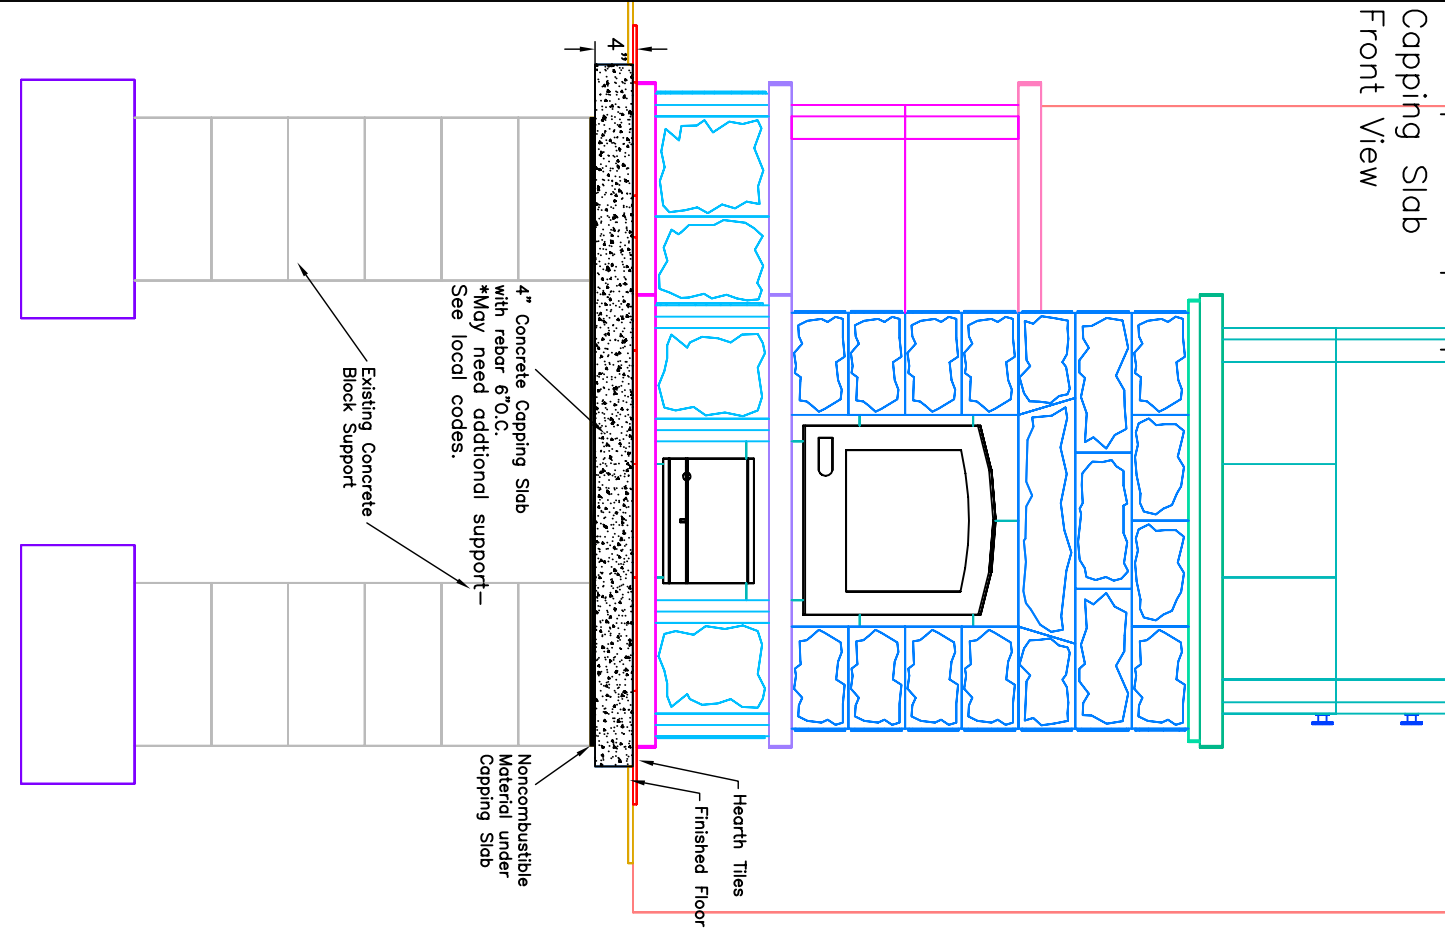 Capping Slab
Front View
4"
4" Concrete Capping Slab
with rebar 6"O.C.
*May need addtional support
See local codes.
Existing Concrete
Block Support
Noncombustible
Material under
Capping Slab
Hearth Tiles
Finished Floor